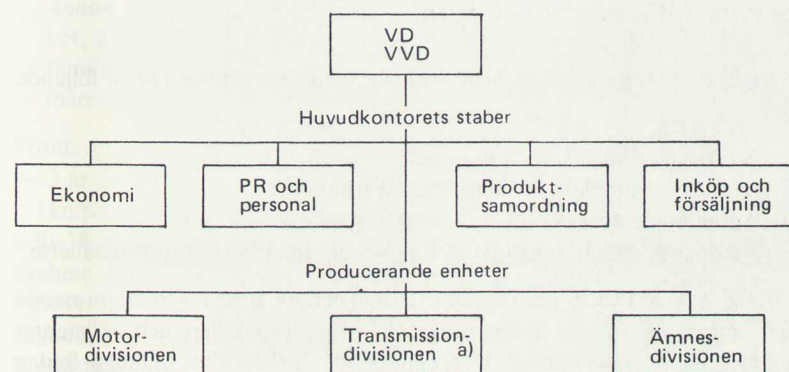 VD
VVD
Huvudkontorets staber
Ekonomi
PR och
personal
Produkt-
samordning
Inköp och
försäljning
Producerande enheter
Motor-
divisionen
Transmission-
divisionen a)
Ämnes-
divisionen